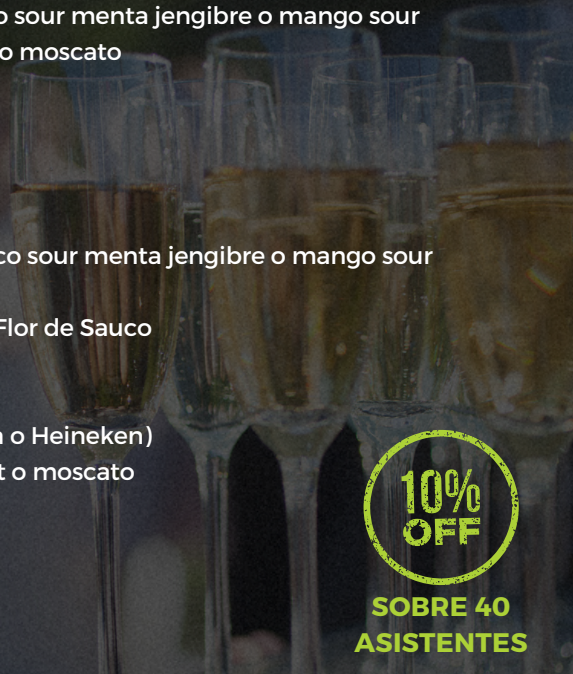 sour menta jengibre o mango sour
o moscato
sour menta jengibre o mango sour
Flor de Sauco
o Heineken)
o moscato
10%
OFF
SOBRE 40
ASISTENTES